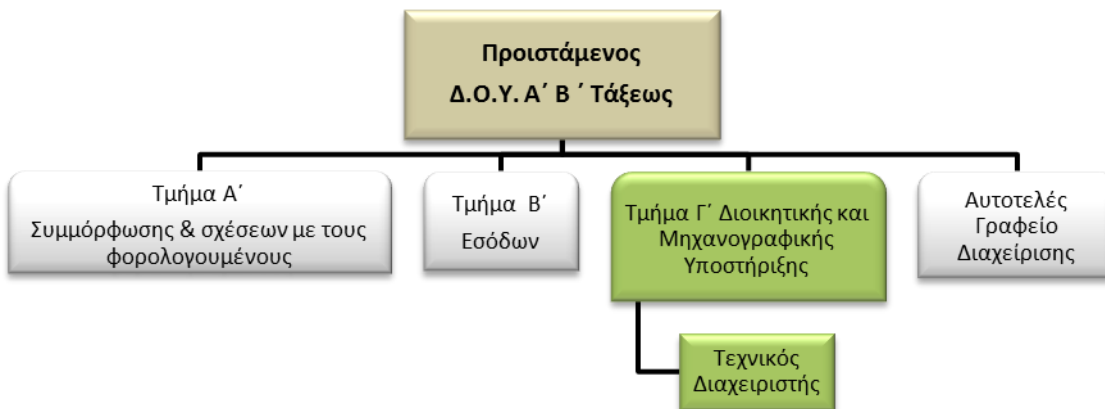 Προιστάμενος
Δ.Ο.Υ. Α΄ Β ΄ Τάξεως
Τμήμα Α΄
Συμμόρφωσης & σχέσεων με τους
φορολογουμένους
Τμήμα Β΄
Εσόδων
Τμήμα Γ΄ Διοικητικής και
Μηχανογραφικής
Υποστήριξης
Αυτοτελές
Γραφείο
Διαχείρισης
Τεχνικός
Διαχειριστής